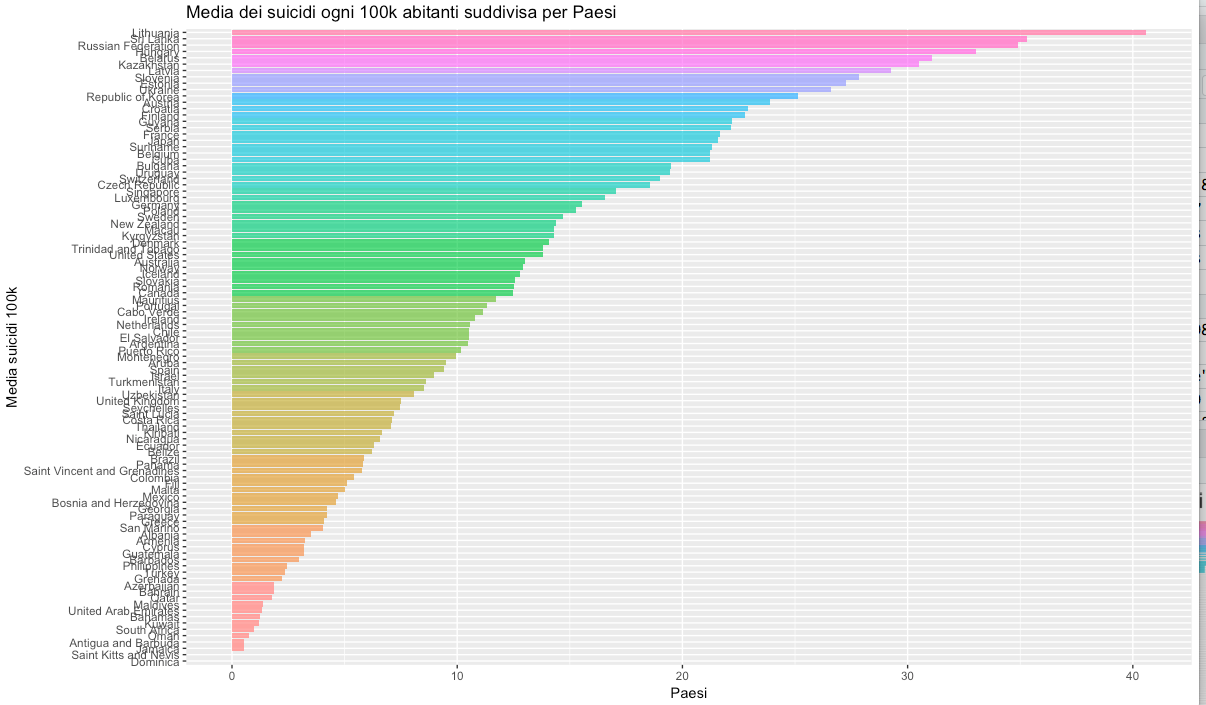 Media dei suicidi ogni 100k abitanti suddivisa per Paesi
Lithuania
Sri Lanka
Russian Federation
Hungary
Belarus
Kazakhstan
Latvia
Slovenia
Estonia
Ukraine
Republic of Korea
Austria
Croatia
Finland
Guyana
Serbia
France
Japan
Suriname
Belgium
Cuba
Bulgaria
Uruguay
Switzerland
Czech Republic
Singapore
Luxembourg
Germany
Poland
Sweden
New Zealand
Macau
Kyrgyzstan
Denmark
Trinidad and Tobago
United States
Australia
Norway
Iceland
Slovakia
Romania
Canada
Mauritius
Portugal
Cabo Verde
Ireland
Netherlands
Chile
El Salvador
Argentina
Puerto Rico
Montenegro
Aruba
Spain
Israel
Turkmenistan
Italy
Uzbekistan
United Kingdom
Seychelles
Saint Lucia
Costa Rica
Thailand
Kiribati
Nicaragua
Ecuador
Belize
Brazil
Panama
Saint Vincent and Grenadines
Colombia
Fiji
Malta
Mexico
Bosnia and Herzegovina
Georgia
Paraguay
Greece
San Marino
Albania
Armenia
Cyprus
Guatemala
Barbados
Philippines
Turkey
Grenada
Azerbaijan
Bahrain
Qatar
Maldives
United Arab Emirates
Bahamas
Kuwait
South Africa
Oman
Antigua and Barbuda
Jamaica
Saint Kitts and Nevis
Dominica
Media suicidi 100k
0 10 20 30 40
Paesi